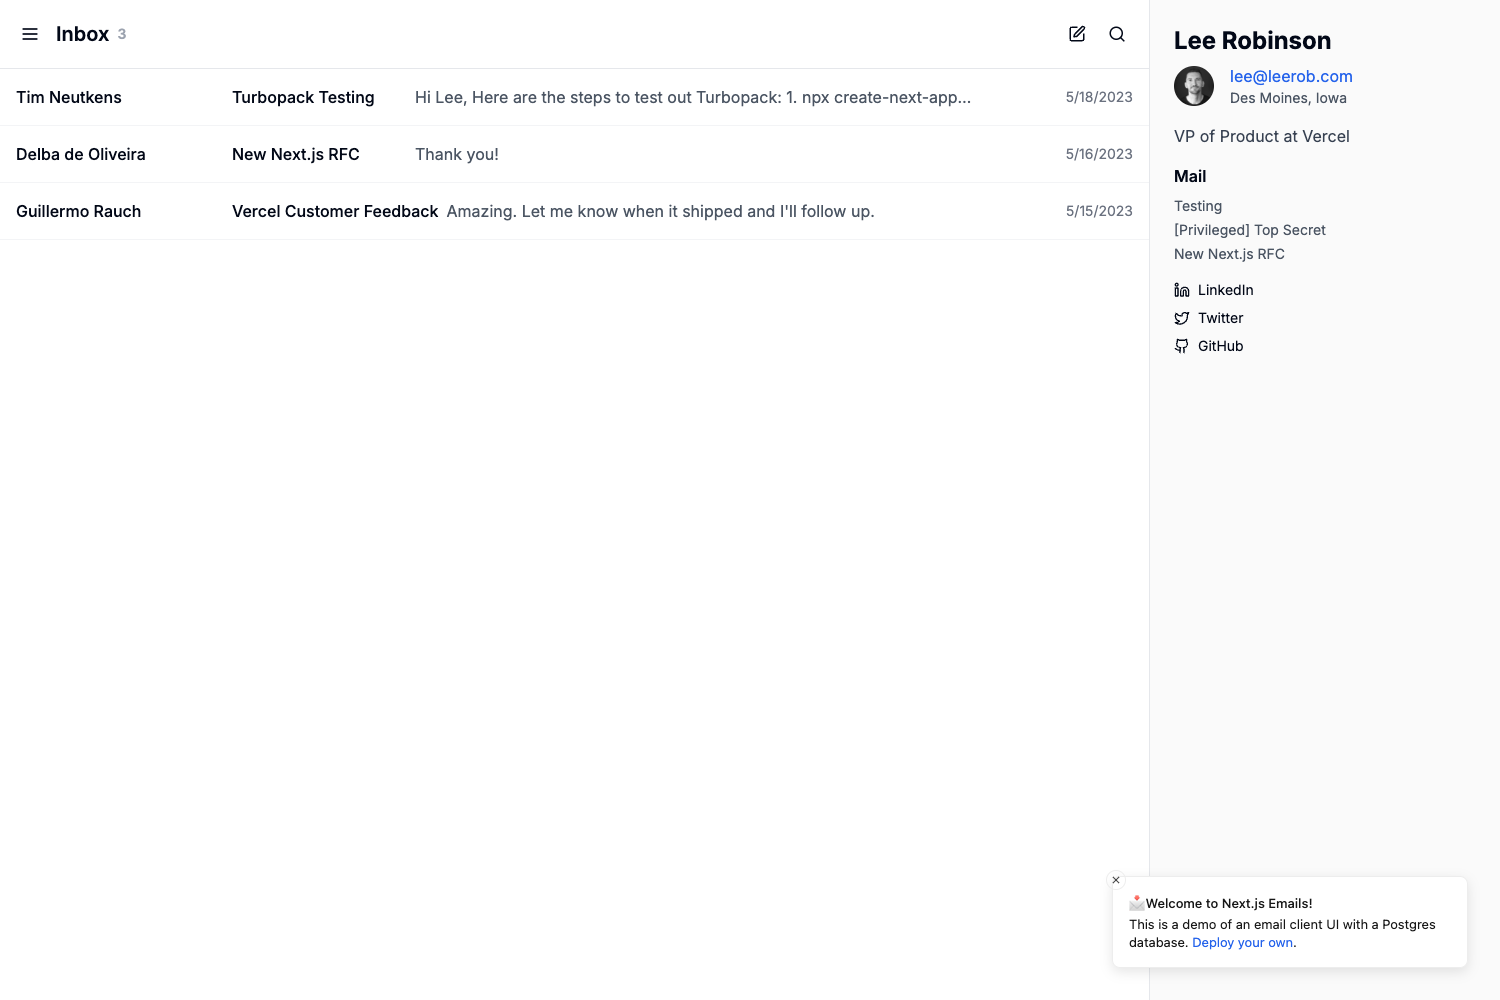 Inbox 3
Tim Neutkens Turbopack Testing Hi Lee, Here are the steps to test out Turbopack: 1. npx create-next-app... 5/18/2023
Delba de Oliveira New Next.js RFC Thank you! 5/16/2023
Guillermo Rauch Vercel Customer Feedback Amazing. Let me know when it shipped and I'll follow up. 5/15/2023
Lee Robinson
lee@leerob.com
Des Moines, Iowa
VP of Product at Vercel
Mail
Testing
[Privileged] Top Secret
New Next.js RFC
LinkedIn
Twitter
GitHub
📩Welcome to Next.js Emails!
This is a demo of an email client UI with a Postgres
database. Deploy your own.